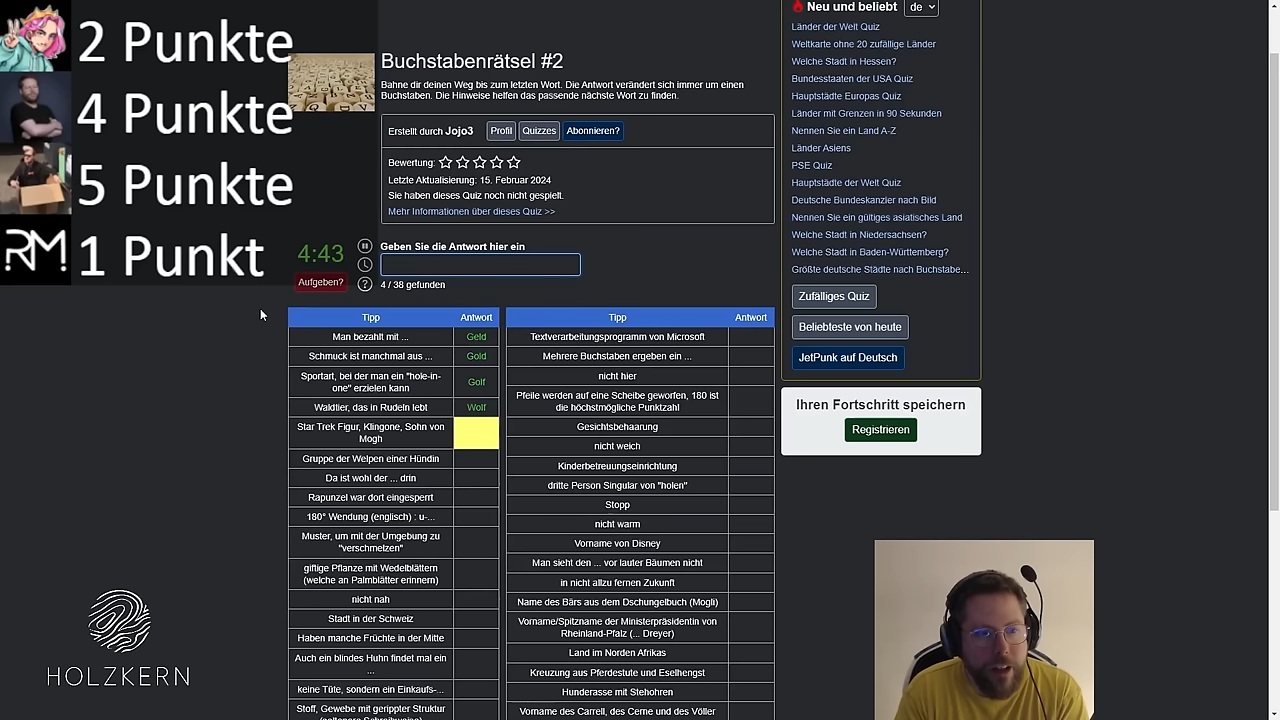 2 Punkte
4 Punkte
5 Punkte
RM!
1 Punkt
Buchstabenrätsel #2
Bahne dir deinen Weg bis zum letzten Wort. Die Antwort verändert sich immer um einen
Buchstaben. Die Hinweise helfen das passende nächste Wort zu finden.
Erstellt durch Jojo3
Profil
Quizzes
Abonnieren?
Bewertung:
Letzte Aktualisierung: 15. Februar 2024
Sie haben dieses Quiz noch nicht gespielt.
Mehr Informationen über dieses Quiz >>
4:43
Aufgeben?
Geben Sie die Antwort hier ein
4 / 38 gefunden
Tipp Antwort
Man bezahlt mit ... Geld
Schmuck ist manchmal aus ... Gold
Sportart, bei der man ein "hole-in-
one" erzielen kann Golf
Waldtier, das in Rudeln lebt Wolf
Star Trek Figur, Klingone, Sohn von
Mogh
Gruppe der Welpen einer Hündin
Da ist wohl der ... drin
Rapunzel war dort eingesperrt
180° Wendung (englisch) : u-...
Muster, um mit der Umgebung zu
"verschmelzen"
giftige Pflanze mit Wedelblättern
(welche an Palmblätter erinnern)
nicht nah
Stadt in der Schweiz
Haben manche Früchte in der Mitte
Auch ein blindes Huhn findet mal ein
...
keine Tüte, sondern ein Einkaufs-...
Stoff, Gewebe mit gerippter Struktur
(seltenere Schreibweise)
Tipp Antwort
Textverarbeitungsprogramm von Microsoft
Mehrere Buchstaben ergeben ein ...
nicht hier
Pfeile werden auf eine Scheibe geworfen, 180 ist
die höchstmögliche Punktzahl
Gesichtsbehaarung
nicht weich
Kinderbetreuungseinrichtung
dritte Person Singular von "holen"
Stopp
nicht warm
Vorname von Disney
Man sieht den ... vor lauter Bäumen nicht
in nicht allzu fernen Zukunft
Name des Bärs aus dem Dschungelbuch (Mogli)
Vorname/Spitzname der Ministerpräsidentin von
Rheinland-Pfalz (... Dreyer)
Land im Norden Afrikas
Kreuzung aus Pferdestute und Eselhengst
Hunderasse mit Stehohren
Vorname des Carrell, des Cerne und des Völler
Neu und beliebt
de
Länder der Welt Quiz
Weltkarte ohne 20 zufällige Länder
Welche Stadt in Hessen?
Bundesstaaten der USA Quiz
Hauptstädte Europas Quiz
Länder mit Grenzen in 90 Sekunden
Nennen Sie ein Land A-Z
Länder Asiens
PSE Quiz
Hauptstädte der Welt Quiz
Deutsche Bundeskanzler nach Bild
Nennen Sie ein gültiges asiatisches Land
Welche Stadt in Niedersachsen?
Welche Stadt in Baden-Württemberg?
Größte deutsche Städte nach Buchstabe...
Zufälliges Quiz
Beliebteste von heute
JetPunk auf Deutsch
Ihren Fortschritt speichern
Registrieren
HOLZKERN